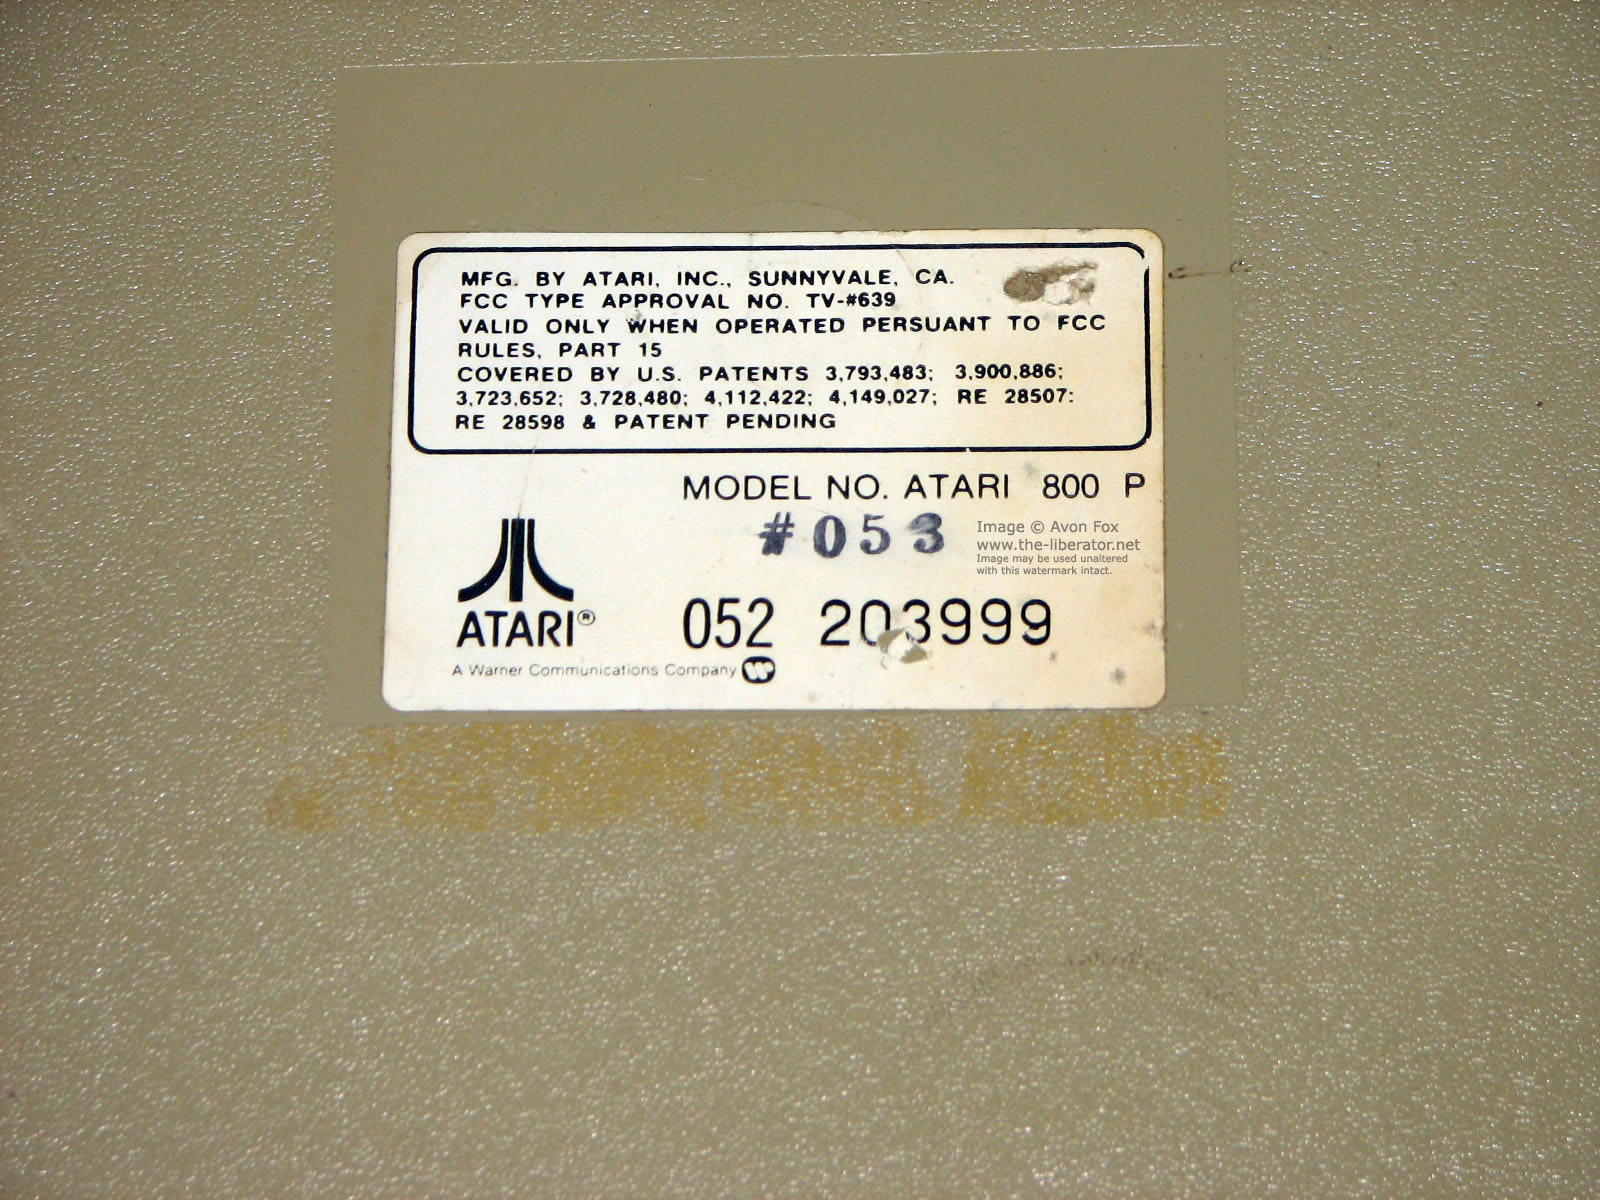 MFG. BY ATARI, INC., SUNNYVALE, CA.
FCC TYPE APPROVAL NO. TV-#639
VALID ONLY WHEN OPERATED PERSUANT TO FCC
RULES, PART 15
COVERED BY U.S. PATENTS 3,793,483; 3,900,886;
3,723,652; 3,728,480; 4,112,422; 4,149,027; RE 28507:
RE 28598 & PATENT PENDING
MODEL NO. ATARI 800 P
#053
Image © Avon Fox
www.the-liberator.net
Image may be used unaltered
with this watermark intact.
ATARI®
052 203999
A Warner Communications Company